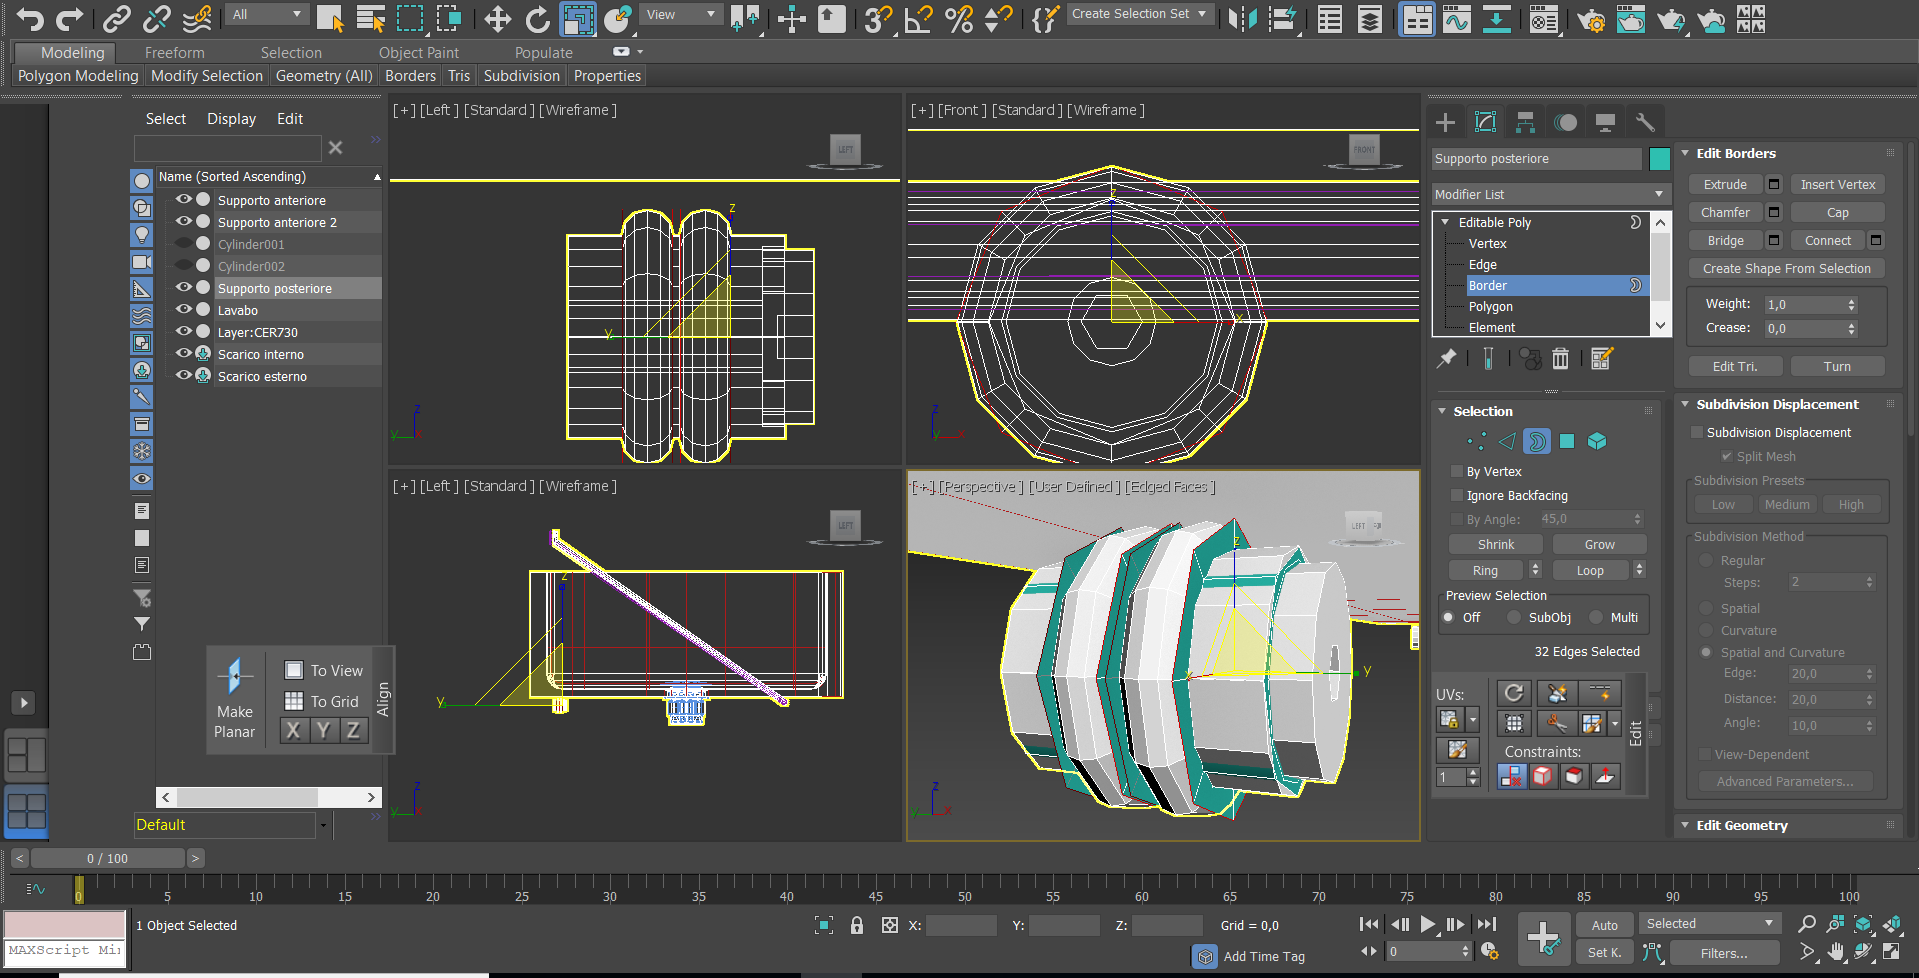 All
View
Create Selection Set
Modeling Freeform Selection Object Paint Populate
Polygon Modeling Modify Selection Geometry (All) Borders Tris Subdivision Properties
Select Display Edit
Name (Sorted Ascending)
Supporto anteriore
Supporto anteriore 2
Cylinder001
Cylinder002
Supporto posteriore
Lavabo
Layer:CER730
Scarico interno
Scarico esterno
Make Planar
To View
To Grid
X Y Z
Align
Default
[+] [Left ] [Standard ] [Wireframe ]
LEFT
z
y
z
y
[+] [Front ] [Standard ] [Wireframe ]
FRONT
z
x
z
y
x
[+] [Left ] [Standard ] [Wireframe ]
LEFT
z
y
z
y
[+] [Perspective ] [User Defined ] [Edged Faces ]
LEFT
z
y
x
z
y
x
Supporto posteriore
Modifier List
Editable Poly
Vertex
Edge
Border
Polygon
Element
Selection
By Vertex
Ignore Backfacing
By Angle: 45,0
Shrink Grow
Ring Loop
Preview Selection
Off SubObj Multi
32 Edges Selected
UVs:
1
Constraints:
Edit
Edit Borders
Extrude Insert Vertex
Chamfer Cap
Bridge Connect
Create Shape From Selection
Weight: 1,0
Crease: 0,0
Edit Tri. Turn
Subdivision Displacement
Subdivision Displacement
Split Mesh
Subdivision Presets
Low Medium High
Subdivision Method
Regular
Steps: 2
Spatial
Curvature
Spatial and Curvature
Edge: 20,0
Distance: 20,0
Angle: 10,0
View-Dependent
Advanced Parameters...
Edit Geometry
< 0 / 100 >
0 5 10 15 20 25 30 35 40 45 50 55 60 65 70 75 80 85 90 95 100
1 Object Selected
X: Y: Z: Grid = 0,0
Add Time Tag
0
Auto Selected
Set K. Filters...
MAXScript Mi